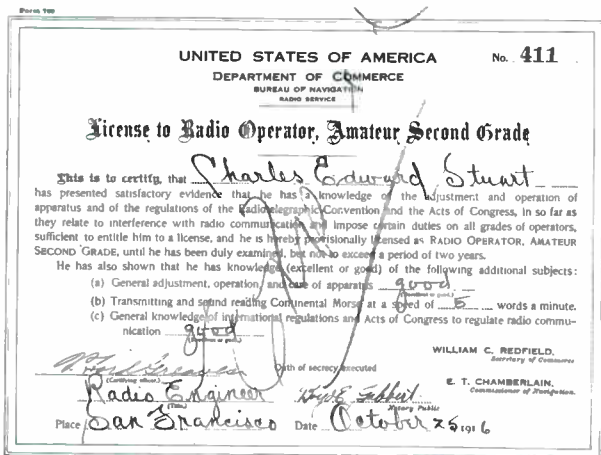 Form 766
UNITED STATES OF AMERICA
No. 411
DEPARTMENT OF COMMERCE
BUREAU OF NAVIGATION
RADIO SERVICE
License to Radio Operator, Amateur Second Grade
This is to certify, that Charles Edward Stuart
has presented satisfactory evidence that he has a knowledge of the adjustment and operation of
apparatus and of the regulations of the Radiotelegraphic Convention and the Acts of Congress, in so far as
they relate to interference with radio communication and impose certain duties on all grades of operators,
sufficient to entitle him to a license, and he is hereby provisionally licensed as RADIO OPERATOR, AMATEUR
SECOND GRADE, until he has been duly examined, but not to exceed a period of two years.
He has also shown that he has knowledge (excellent or good) of the following additional subjects:
(a) General adjustment, operation, and care of apparatus good
(Excellent or good.)
(b) Transmitting and sound reading Continental Morse at a speed of 5 words a minute.
(c) General knowledge of international regulations and Acts of Congress to regulate radio commu-
nication good
(Excellent or good.)
WILLIAM C. REDFIELD,
Secretary of Commerce
Oath of secrecy executed
(Certifying officer.)
E. T. CHAMBERLAIN,
Commissioner of Navigation.
Radio Engineer
(Title.)
Notary Public
Place San Francisco Date October 25 1916